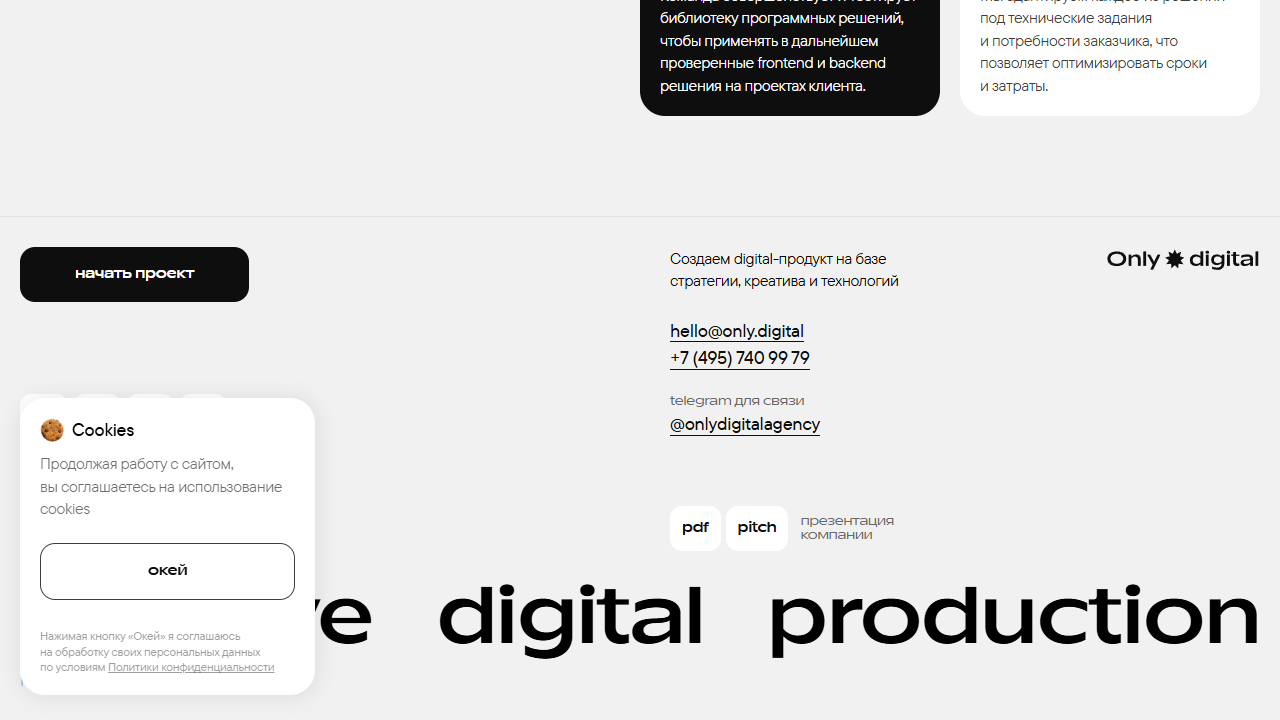 библиотеку программных решений,
чтобы применять в дальнейшем
проверенные frontend и backend
решения на проектах клиента.
под технические задания
и потребности заказчика, что
позволяет оптимизировать сроки
и затраты.
начать проект
Создаем digital-продукт на базе
стратегии, креатива и технологий
Only digital
hello@only.digital
+7 (495) 740 99 79
telegram для связи
@onlydigitalagency
Cookies
Продолжая работу с сайтом,
вы соглашаетесь на использование
cookies
окей
Нажимая кнопку «Окей» я соглашаюсь
на обработку своих персональных данных
по условиям Политики конфиденциальности
pdf pitch
презентация
компании
digital production